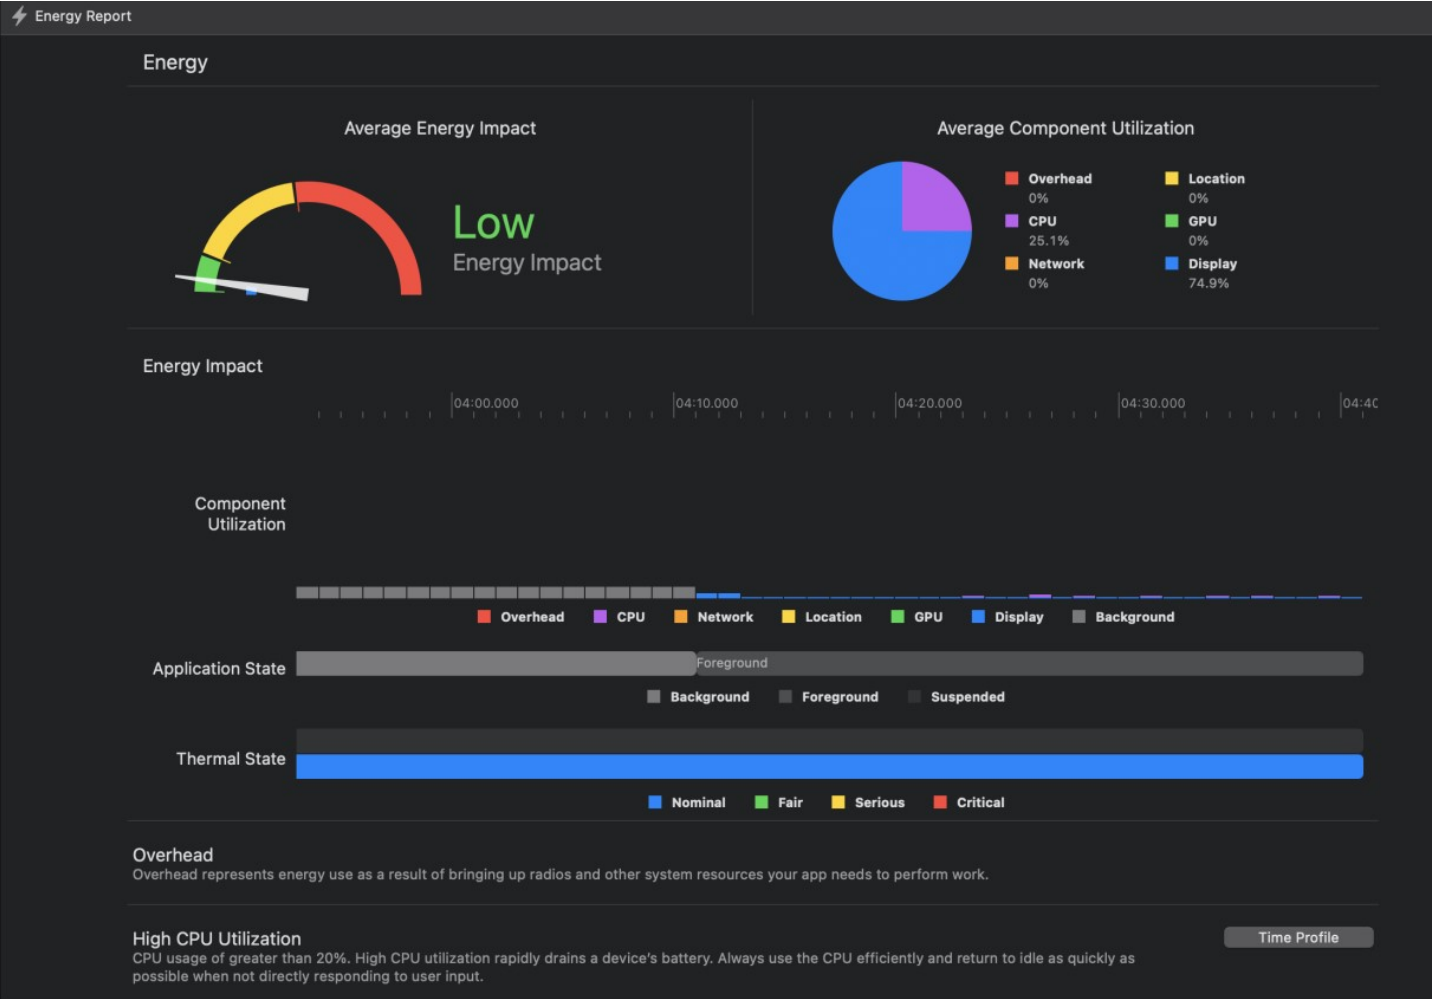 Energy Report
Energy
Average Energy Impact
Low
Energy Impact
Average Component Utilization
Overhead
0%
Location
0%
CPU
25.1%
GPU
0%
Network
0%
Display
74.9%
Energy Impact
04:00.000 04:10.000 04:20.000 04:30.000 04:40
Component
Utilization
Overhead CPU Network Location GPU Display Background
Application State
Foreground
Background Foreground Suspended
Thermal State
Nominal Fair Serious Critical
Overhead
Overhead represents energy use as a result of bringing up radios and other system resources your app needs to perform work.
High CPU Utilization
Time Profile
CPU usage of greater than 20%. High CPU utilization rapidly drains a device's battery. Always use the CPU efficiently and return to idle as quickly as
possible when not directly responding to user input.